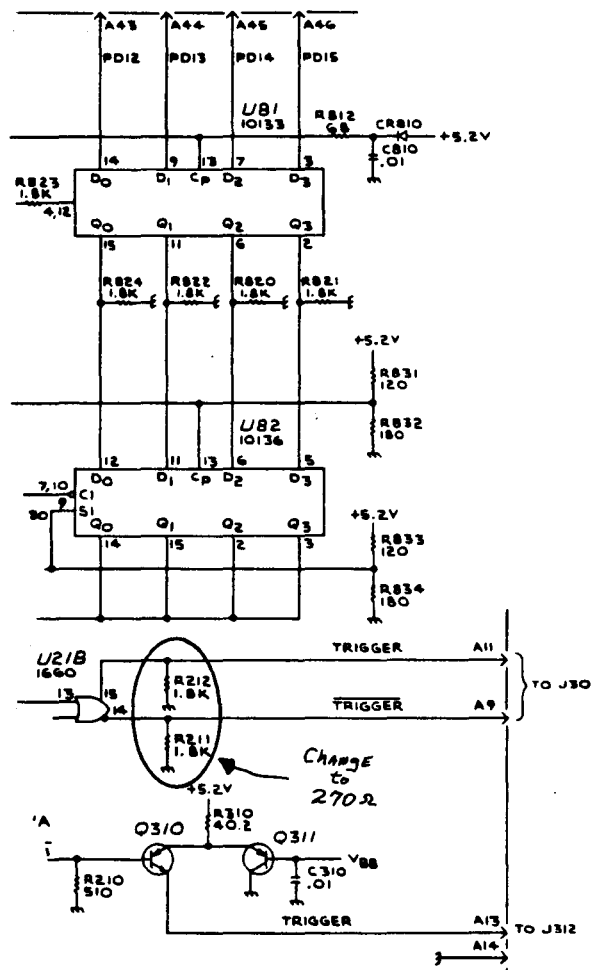 A43 A44 A45 A46
PD12 PD13 PD14 PD15
U81
10133
R812
68
CR810
+5.2V
C810
.01
14 9 13 7 3
R823
1.8K
4,12
D0 D1 CP D2 D3
Q0 Q1 Q2 Q3
15 11 6 2
R824
1.8K
R822
1.8K
R820
1.8K
R821
1.8K
+5.2V
R831
120
R832
180
U82
10136
12 11 13 6 5
D0 D1 CP D2 D3
7,10
C1
9
S1
80
Q0 Q1 Q2 Q3
14 15 2 3
+5.2V
R833
120
R834
180
U21B
1660
13
15
14
R212
1.8K
R211
1.8K
TRIGGER A11
TRIGGER A9
TO J30
CHANGE
to
270Ω
+5.2V
R310
40.2
'A
Q310
Q311
R210
510
C310
.01
VBB
TRIGGER A13
TO J312
A14